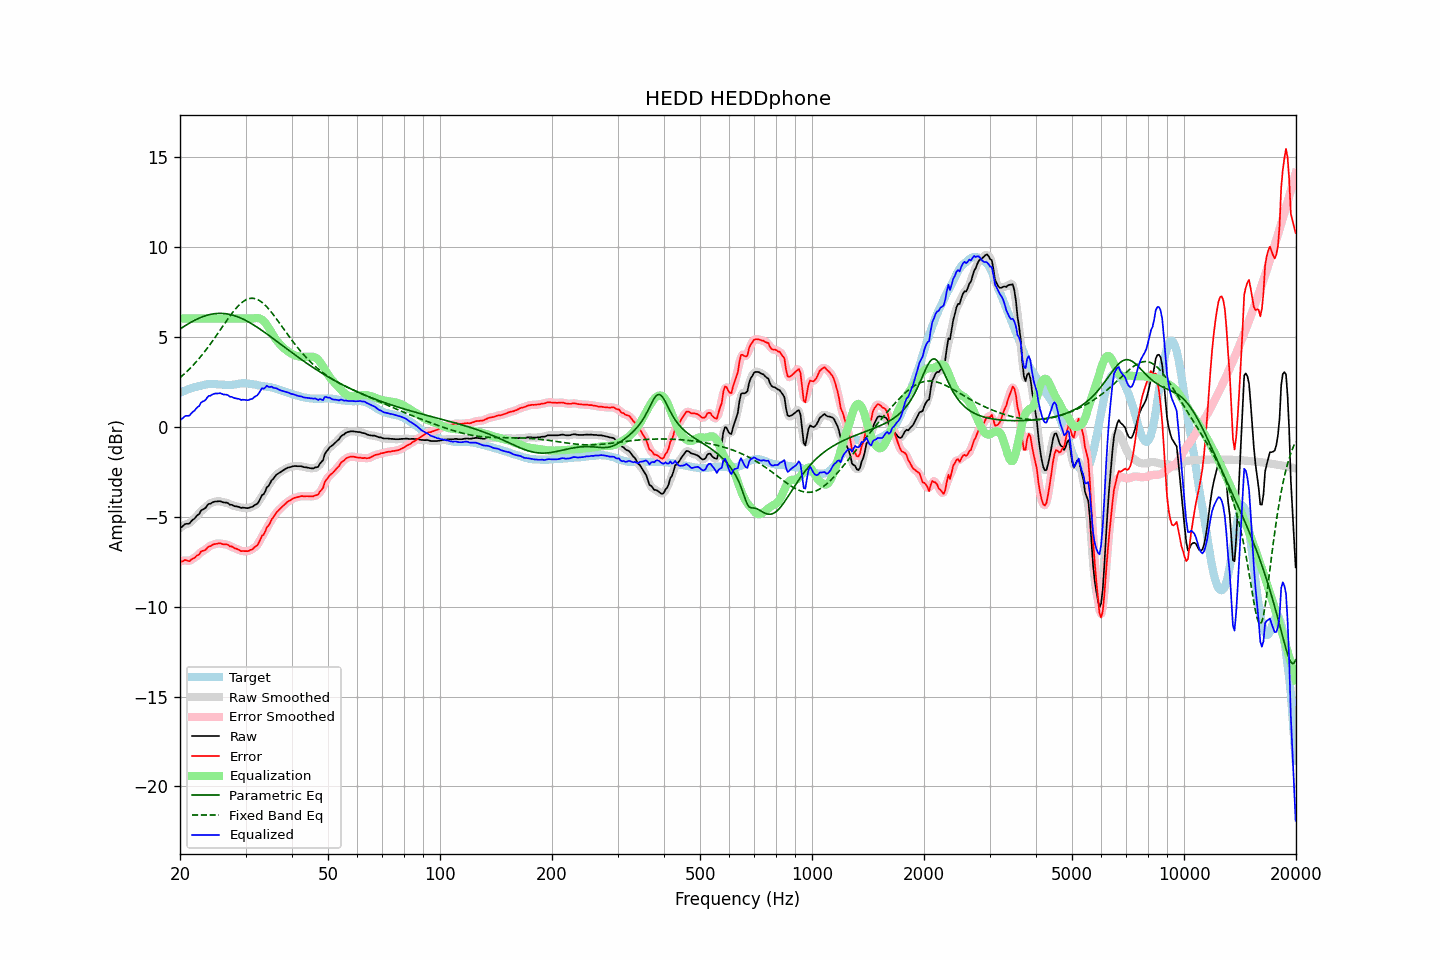 HEDD HEDDphone
Amplitude (dBr)
15
10
5
0
−5
−10
−15
−20
Target
Raw Smoothed
Error Smoothed
Raw
Error
Equalization
Parametric Eq
Fixed Band Eq
Equalized
20 50 100 200 500 1000 2000 5000 10000 20000
Frequency (Hz)